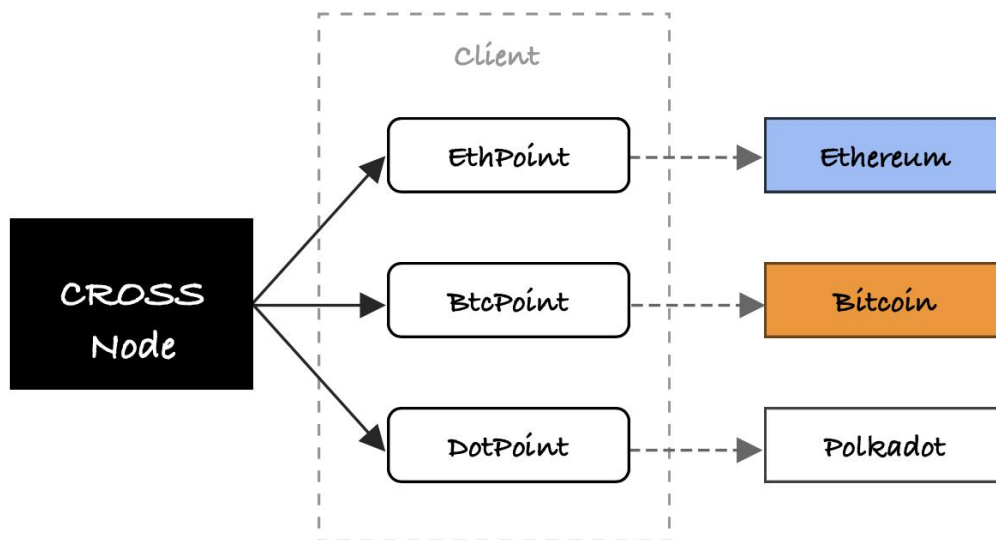 Client
EthPoint
Ethereum
CROSS
Node
BtcPoint
Bitcoin
DotPoint
Polkadot